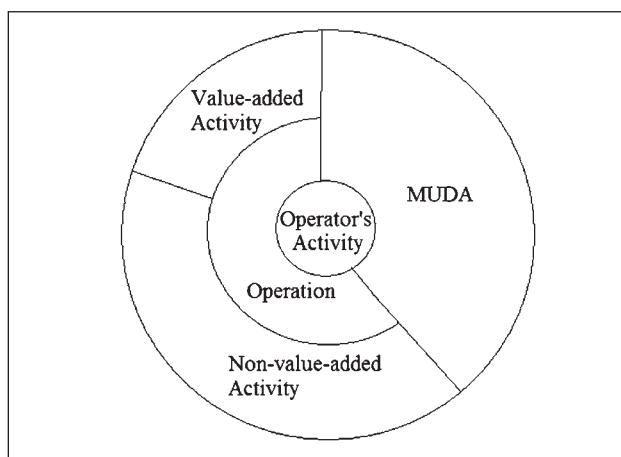 Value-added
Activity
MUDA
Operator's
Activity
Operation
Non-value-added
Activity